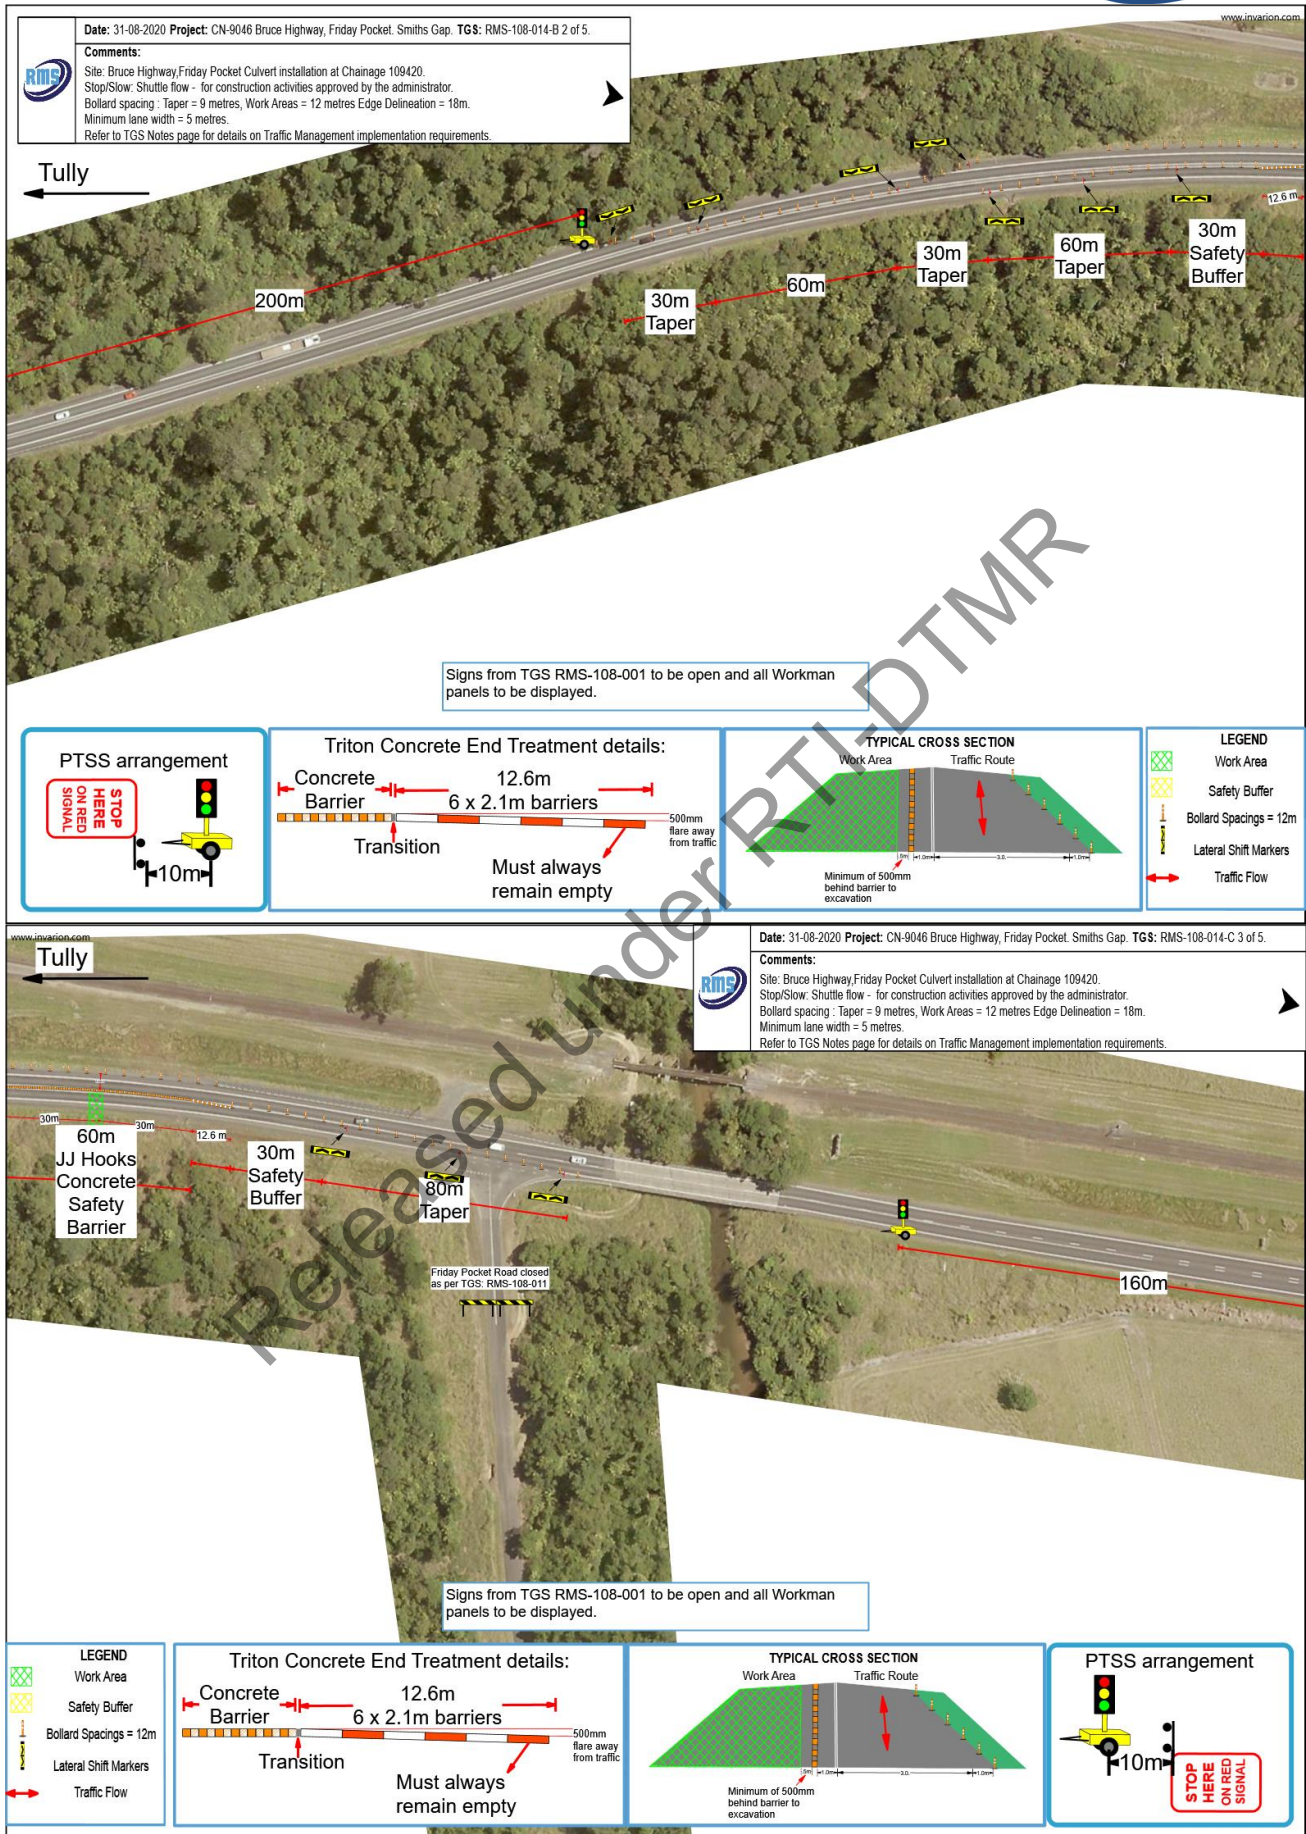 www.invarion.com
Date: 31-08-2020 Project: CN-9046 Bruce Highway, Friday Pocket. Smiths Gap. TGS: RMS-108-014-B 2 of 5.
RMS
Comments:
Site: Bruce Highway,Friday Pocket Culvert installation at Chainage 109420.
Stop/Slow: Shuttle flow - for construction activities approved by the administrator.
Bollard spacing : Taper = 9 metres, Work Areas = 12 metres Edge Delineation = 18m.
Minimum lane width = 5 metres.
Refer to TGS Notes page for details on Traffic Management implementation requirements.
Tully
200m
30m
Taper
60m
30m
Taper
60m
Taper
30m
Safety
Buffer
12.6 m
Signs from TGS RMS-108-001 to be open and all Workman
panels to be displayed.
PTSS arrangement
STOP
HERE
ON RED
SIGNAL
10m
Triton Concrete End Treatment details:
Concrete
Barrier
12.6m
6 x 2.1m barriers
500mm
flare away
from traffic
Transition
Must always
remain empty
TYPICAL CROSS SECTION
Work Area
Traffic Route
.5m
1.0m
3.0.
1.0m
Minimum of 500mm
behind barrier to
excavation
LEGEND
Work Area
Safety Buffer
Bollard Spacings = 12m
Lateral Shift Markers
Traffic Flow
Released under RTI-DTMR
www.invarion.com
Tully
Date: 31-08-2020 Project: CN-9046 Bruce Highway, Friday Pocket. Smiths Gap. TGS: RMS-108-014-C 3 of 5.
RMS
Comments:
Site: Bruce Highway,Friday Pocket Culvert installation at Chainage 109420.
Stop/Slow: Shuttle flow - for construction activities approved by the administrator.
Bollard spacing : Taper = 9 metres, Work Areas = 12 metres Edge Delineation = 18m.
Minimum lane width = 5 metres.
Refer to TGS Notes page for details on Traffic Management implementation requirements.
30m
30m
12.6 m
60m
JJ Hooks
Concrete
Safety
Barrier
30m
Safety
Buffer
80m
Taper
Friday Pocket Road closed
as per TGS: RMS-108-011
160m
Signs from TGS RMS-108-001 to be open and all Workman
panels to be displayed.
LEGEND
Work Area
Safety Buffer
Bollard Spacings = 12m
Lateral Shift Markers
Traffic Flow
Triton Concrete End Treatment details:
Concrete
Barrier
12.6m
6 x 2.1m barriers
500mm
flare away
from traffic
Transition
Must always
remain empty
TYPICAL CROSS SECTION
Work Area
Traffic Route
.5m
1.0m
3.0.
1.0m
Minimum of 500mm
behind barrier to
excavation
PTSS arrangement
10m
STOP
HERE
ON RED
SIGNAL